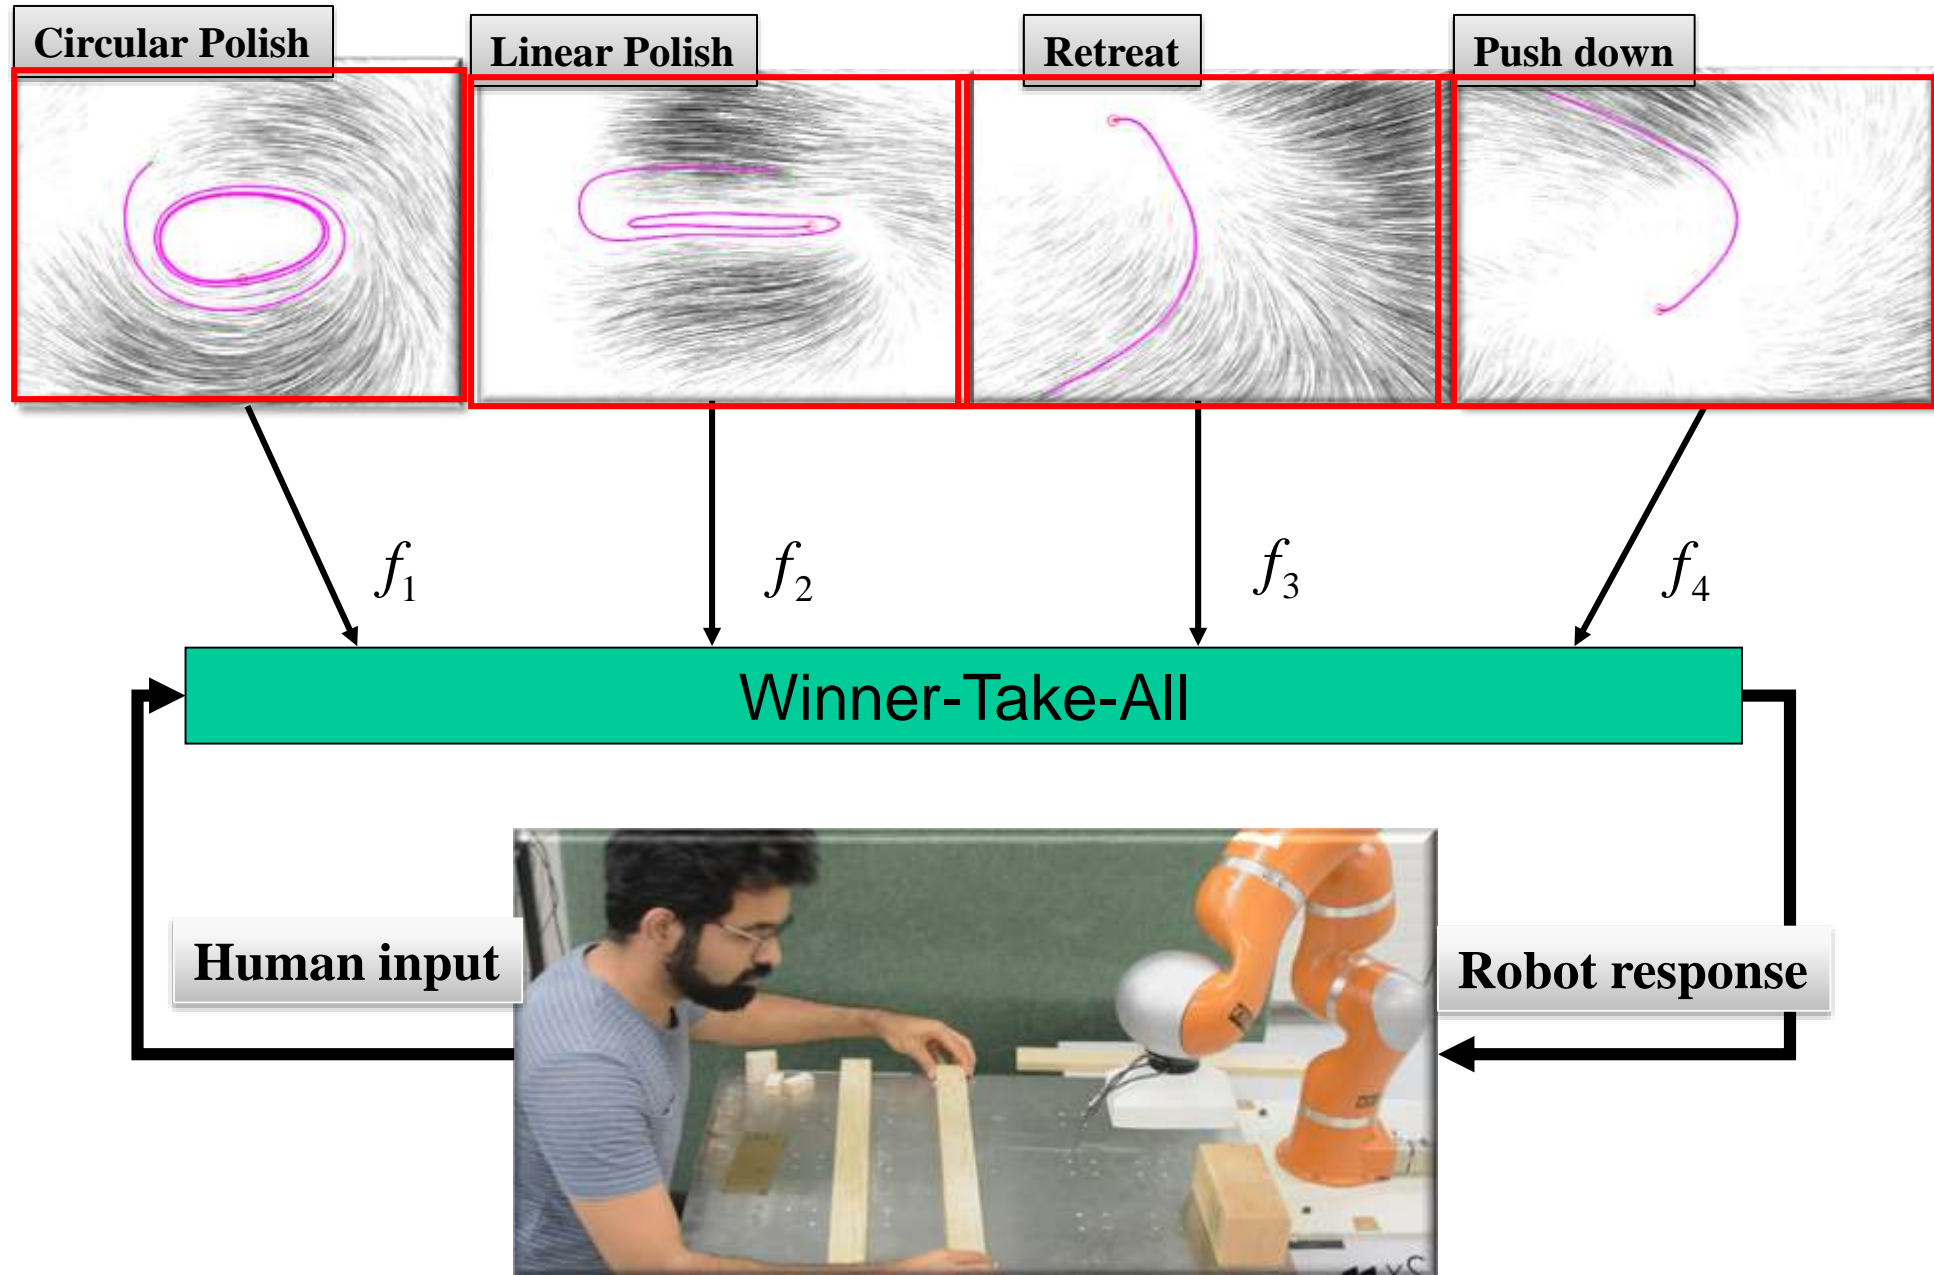 Circular Polish
Linear Polish
Retreat
Push down
f1
f2
f3
f4
Winner-Take-All
Human input
Robot response